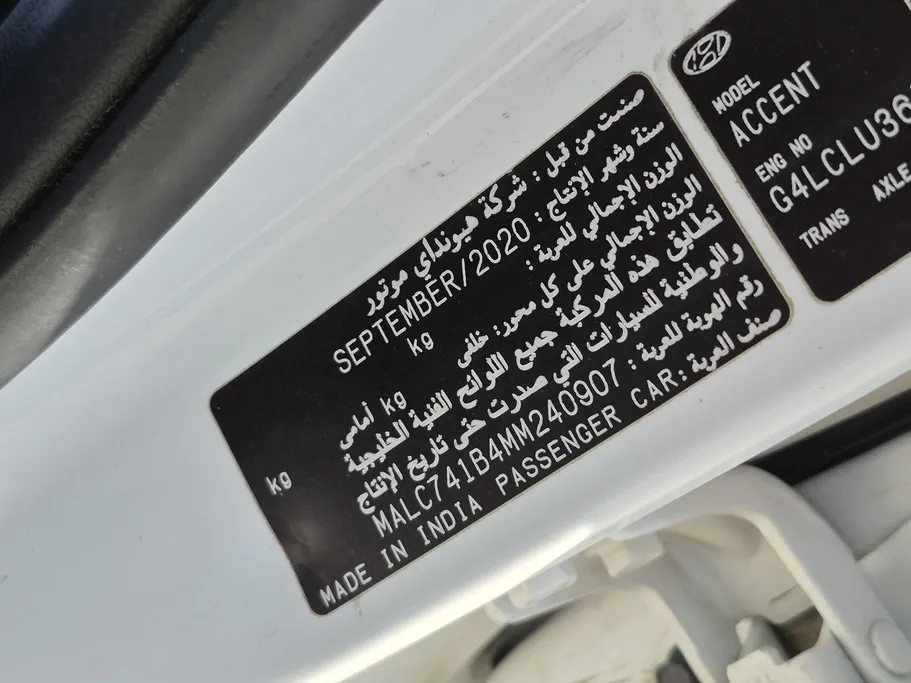 صنعت من قبل : شركة هيونداي موتور
سنة وشهر الإنتاج : SEPTEMBER/2020
الوزن الإجمالي للعربة : kg
الوزن الإجمالي على كل محور: خلفى kg أمامى kg
تطابق هذه المركبة جميع اللوائح الفنية الخليجية
والوطنية للسيارات التي صدرت حتى تاريخ الإنتاج
رقم الهوية للعربة : MALC741B4MM240907
صنف العربة : MADE IN INDIA PASSENGER CAR
MODEL
ACCENT
ENG NO
G4LCLU36
TRANS AXLE